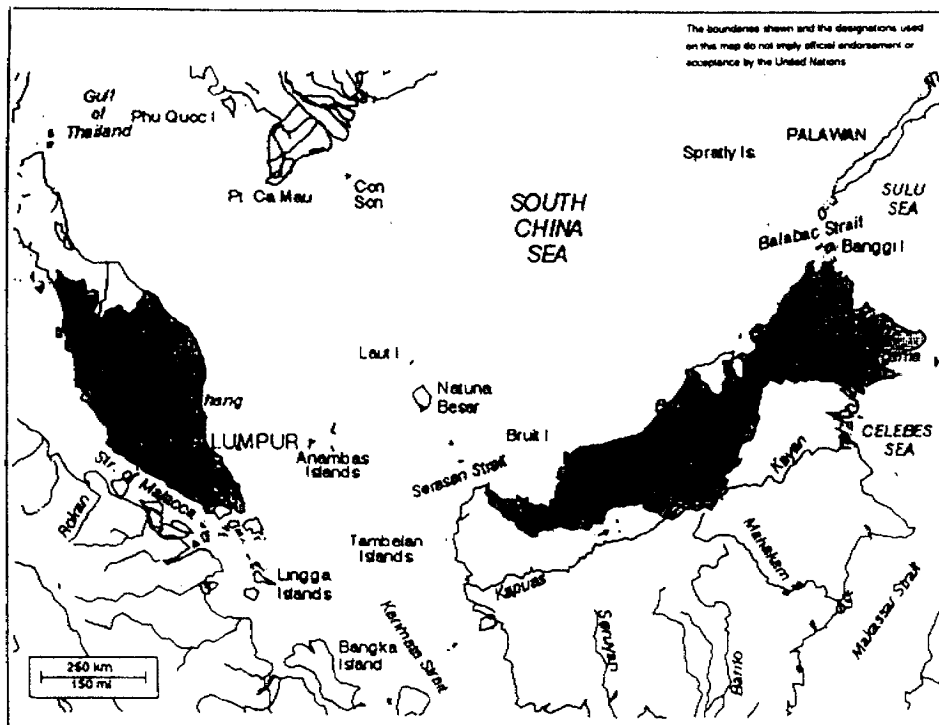 The boundaries shown and the designations used
on this map do not imply official endorsement or
acceptance by the United Nations
Gulf
of
Thailand
Phu Quoc I
PALAWAN
Spratly Is.
Pt Ca Mau
Con
Son
SULU
SEA
SOUTH
CHINA
SEA
Balabac Strait
Banggi I
Laut I
Natuna
Besar
hang
LUMPUR
Anambas
Islands
Bruit I
Serasan Strait
CELEBES
SEA
Kayan
Str. of Malacca
Rokan
Tambelan
Islands
Mahakam
Lingga
Islands
Kapuas
Makassar Strait
Karimata Strait
Seruyan
Barito
Bangka
Island
250 km
150 mi